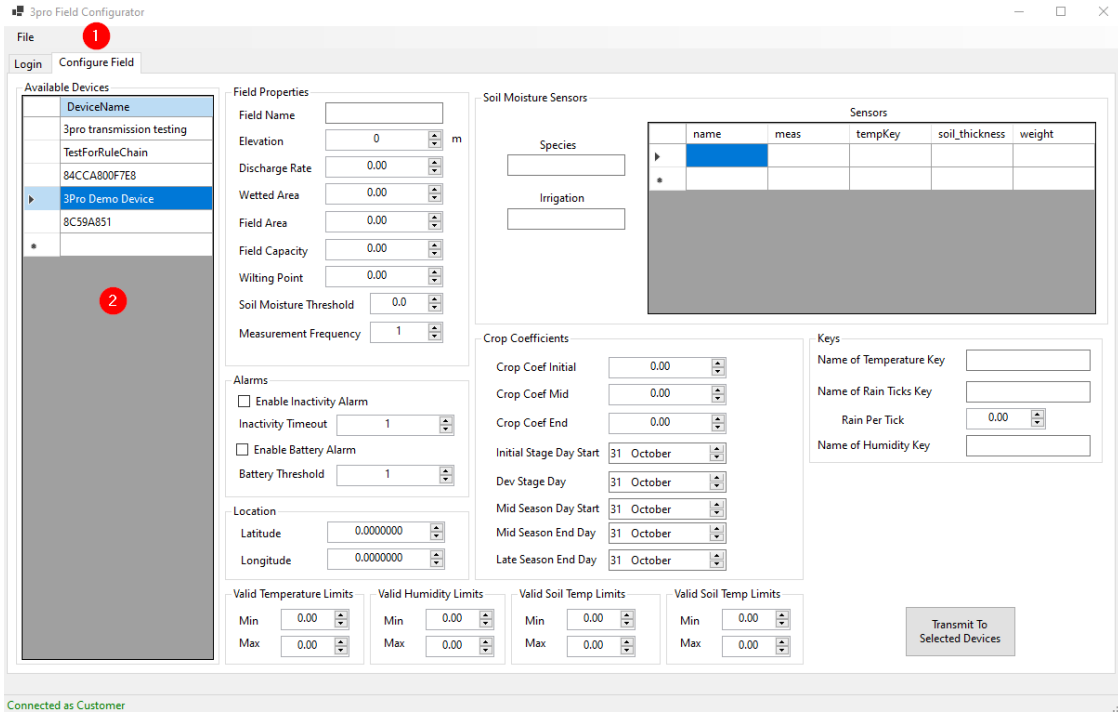 3pro Field Configurator
File
1
Login
Configure Field
Available Devices
DeviceName
3pro transmission testing
TestForRuleChain
84CCA800F7E8
3Pro Demo Device
8C59A851
2
Field Properties
Field Name
Elevation 0 m
Discharge Rate 0.00
Wetted Area 0.00
Field Area 0.00
Field Capacity 0.00
Wilting Point 0.00
Soil Moisture Threshold 0.0
Measurement Frequency 1
Alarms
Enable Inactivity Alarm
Inactivity Timeout 1
Enable Battery Alarm
Battery Threshold 1
Location
Latitude 0.0000000
Longitude 0.0000000
Soil Moisture Sensors
Species
Irrigation
Sensors
name meas tempKey soil_thickness weight
Crop Coefficients
Crop Coef Initial 0.00
Crop Coef Mid 0.00
Crop Coef End 0.00
Initial Stage Day Start 31 October
Dev Stage Day 31 October
Mid Season Day Start 31 October
Mid Season End Day 31 October
Late Season End Day 31 October
Keys
Name of Temperature Key
Name of Rain Ticks Key
Rain Per Tick 0.00
Name of Humidity Key
Valid Temperature Limits
Min 0.00
Max 0.00
Valid Humidity Limits
Min 0.00
Max 0.00
Valid Soil Temp Limits
Min 0.00
Max 0.00
Valid Soil Temp Limits
Min 0.00
Max 0.00
Transmit To
Selected Devices
Connected as Customer